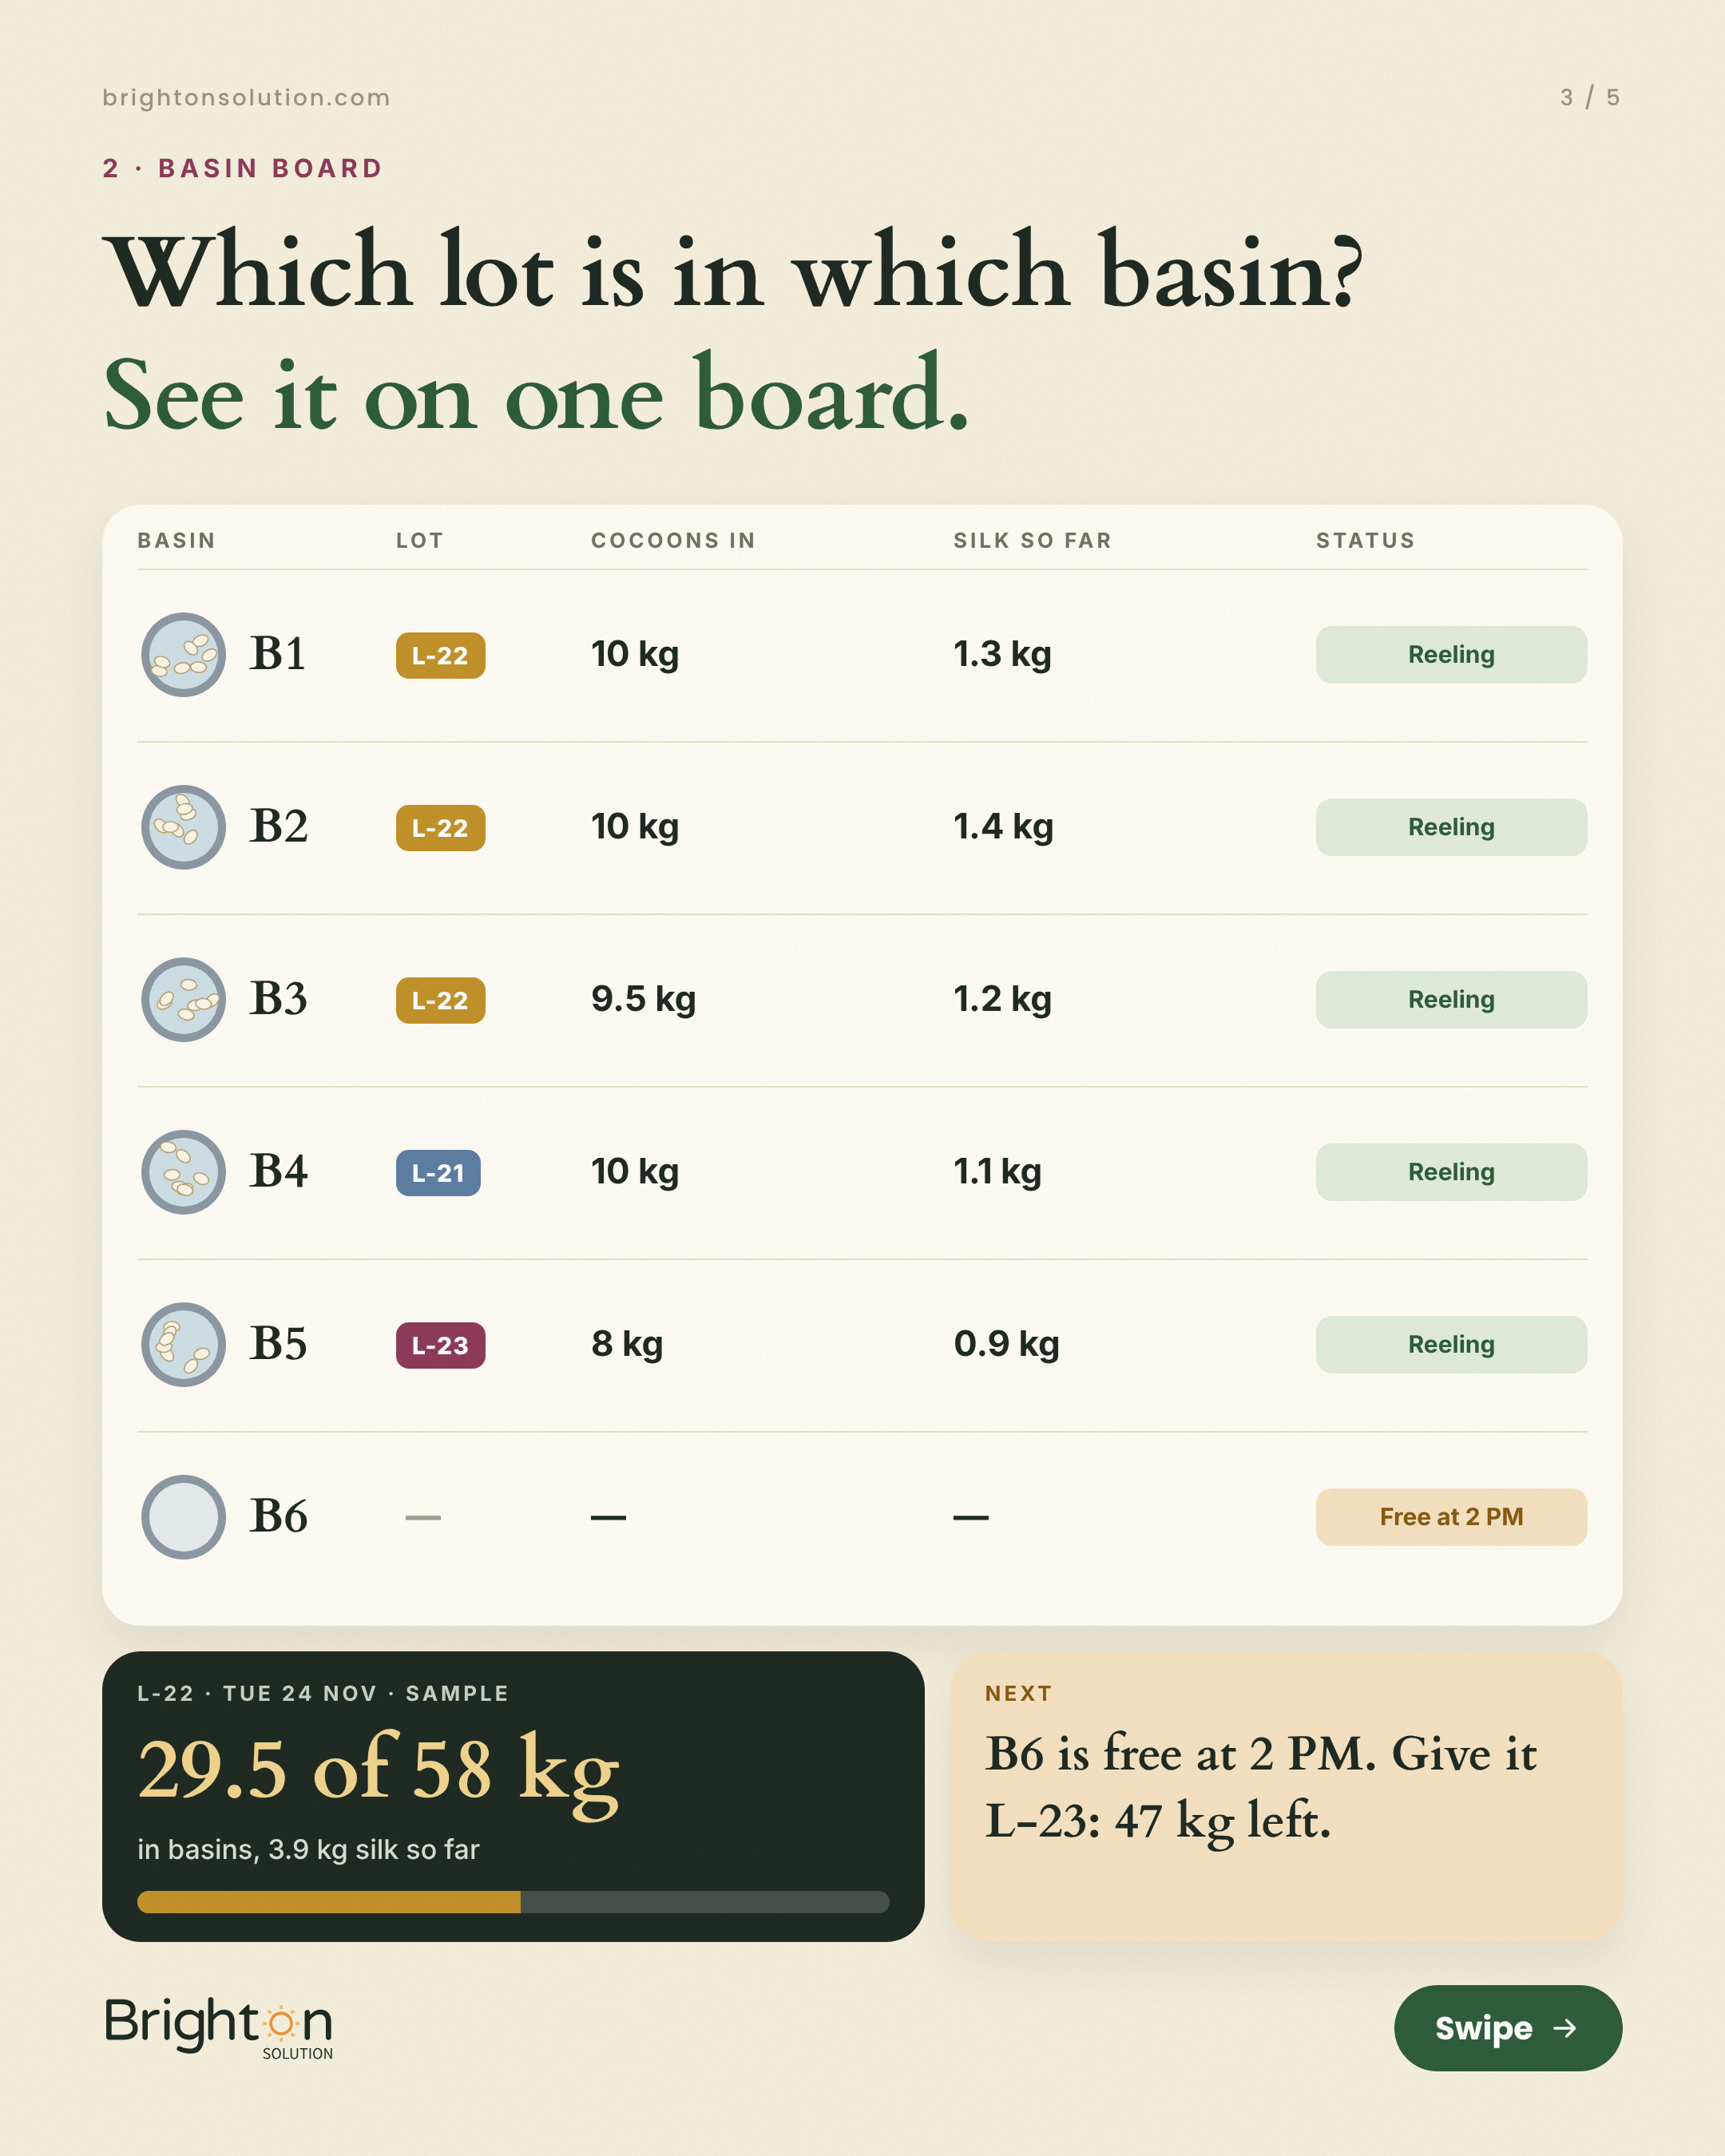 brightonsolution.com
3 / 5
2 · BASIN BOARD
Which lot is in which basin?
See it on one board.
BASIN LOT COCOONS IN SILK SO FAR STATUS
B1 L-22 10 kg 1.3 kg Reeling
B2 L-22 10 kg 1.4 kg Reeling
B3 L-22 9.5 kg 1.2 kg Reeling
B4 L-21 10 kg 1.1 kg Reeling
B5 L-23 8 kg 0.9 kg Reeling
B6 — — — Free at 2 PM
L-22 · TUE 24 NOV · SAMPLE
29.5 of 58 kg
in basins, 3.9 kg silk so far
NEXT
B6 is free at 2 PM. Give it
L-23: 47 kg left.
Brighton
SOLUTION
Swipe →